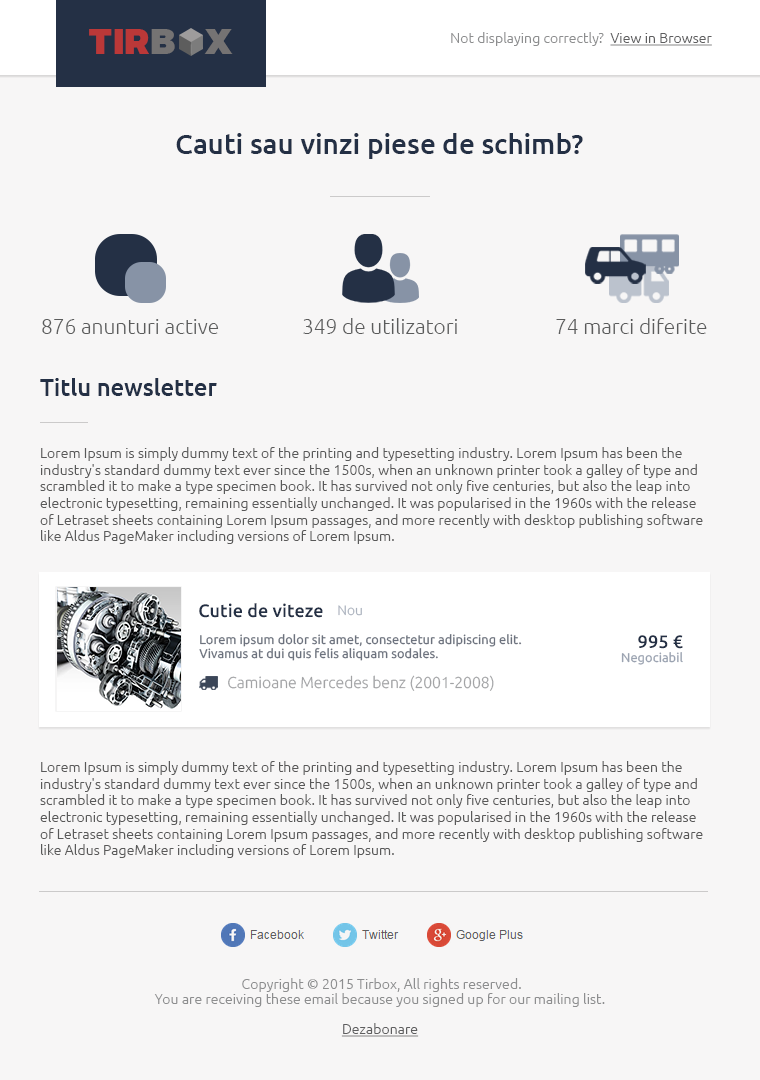 TIRBOX
Not displaying correctly? View in Browser
Cauti sau vinzi piese de schimb?
876 anunturi active
349 de utilizatori
74 marci diferite
Titlu newsletter
Lorem Ipsum is simply dummy text of the printing and typesetting industry. Lorem Ipsum has been the
industry's standard dummy text ever since the 1500s, when an unknown printer took a galley of type and
scrambled it to make a type specimen book. It has survived not only five centuries, but also the leap into
electronic typesetting, remaining essentially unchanged. It was popularised in the 1960s with the release
of Letraset sheets containing Lorem Ipsum passages, and more recently with desktop publishing software
like Aldus PageMaker including versions of Lorem Ipsum.
Cutie de viteze Nou
Lorem ipsum dolor sit amet, consectetur adipiscing elit.
Vivamus at dui quis felis aliquam sodales.
Camioane Mercedes benz (2001-2008)
995 €
Negociabil
Lorem Ipsum is simply dummy text of the printing and typesetting industry. Lorem Ipsum has been the
industry's standard dummy text ever since the 1500s, when an unknown printer took a galley of type and
scrambled it to make a type specimen book. It has survived not only five centuries, but also the leap into
electronic typesetting, remaining essentially unchanged. It was popularised in the 1960s with the release
of Letraset sheets containing Lorem Ipsum passages, and more recently with desktop publishing software
like Aldus PageMaker including versions of Lorem Ipsum.
Facebook
Twitter
Google Plus
Copyright © 2015 Tirbox, All rights reserved.
You are receiving these email because you signed up for our mailing list.
Dezabonare